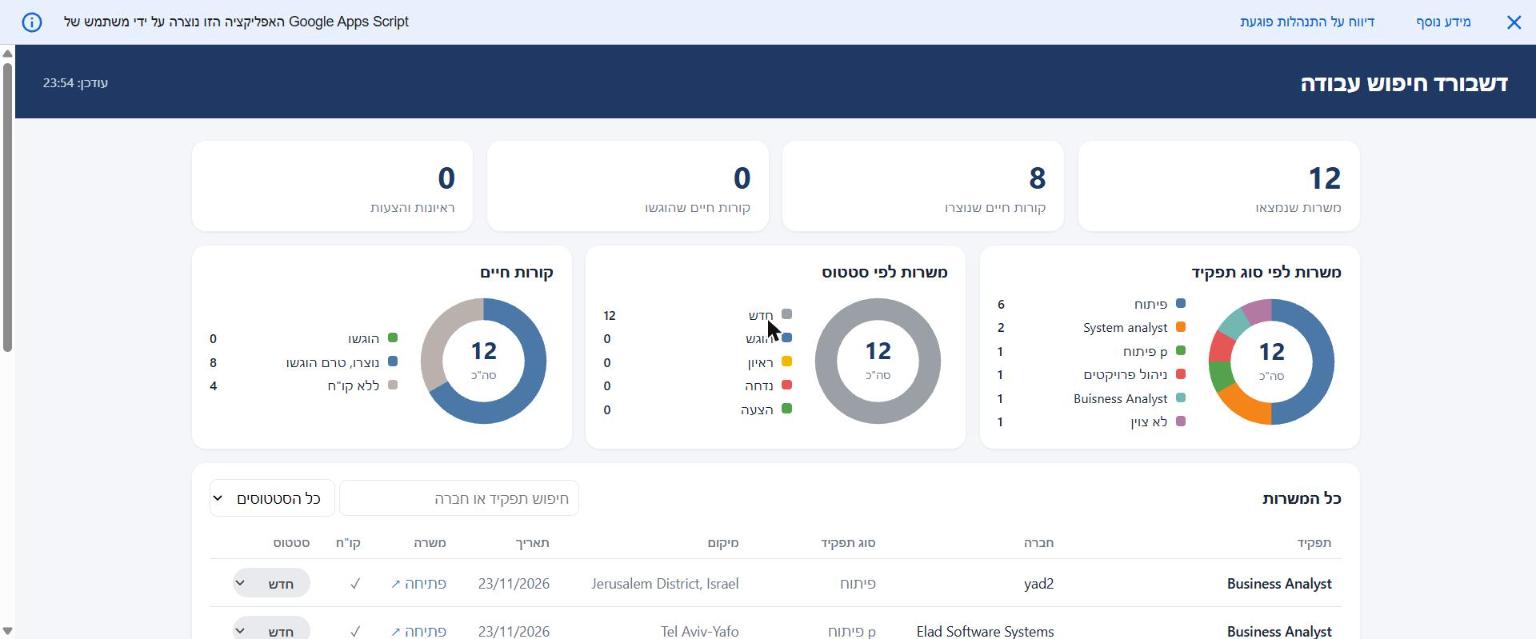 האפליקציה הזו נוצרה על ידי משתמש של Google Apps Script
מידע נוסף
דיווח על התנהלות פוגעת
דשבורד חיפוש עבודה
עודכן: 23:54
12
משרות שנמצאו
8
קורות חיים שנוצרו
0
קורות חיים שהוגשו
0
ראיונות והצעות
משרות לפי סוג תפקיד
12
סה"כ
פיתוח 6
System analyst 2
פיתוח p 1
ניהול פרויקטים 1
Buisness Analyst 1
לא צוין 1
משרות לפי סטטוס
12
סה"כ
חדש 12
הוגש 0
ראיון 0
נדחה 0
הצעה 0
קורות חיים
12
סה"כ
הוגשו 0
נוצרו, טרם הוגשו 8
ללא קו"ח 4
כל המשרות
חיפוש תפקיד או חברה
כל הסטטוסים
תפקיד חברה סוג תפקיד מיקום תאריך משרה קו"ח סטטוס
Business Analyst yad2 פיתוח Jerusalem District, Israel 23/11/2026 פתיחה ↗ ✓ חדש
Business Analyst Elad Software Systems פיתוח p Tel Aviv-Yafo 23/11/2026 פתיחה ↗ ✓ חדש